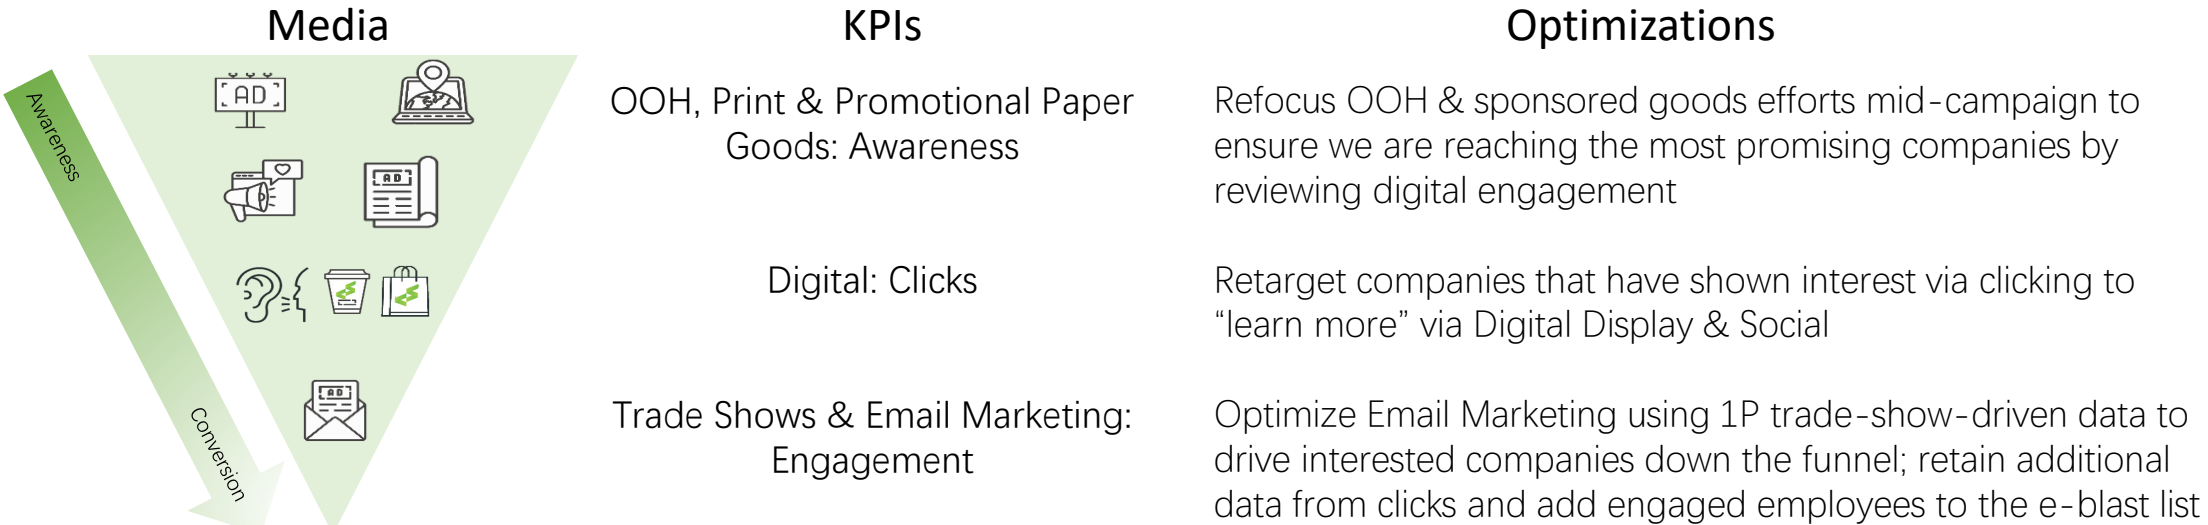 Media
KPIs
Optimizations
Awareness
AD
AD
AD
Conversion
OOH, Print & Promotional Paper
Goods: Awareness
Refocus OOH & sponsored goods efforts mid-campaign to
ensure we are reaching the most promising companies by
reviewing digital engagement
Digital: Clicks
Retarget companies that have shown interest via clicking to
“learn more” via Digital Display & Social
Trade Shows & Email Marketing:
Engagement
Optimize Email Marketing using 1P trade-show-driven data to
drive interested companies down the funnel; retain additional
data from clicks and add engaged employees to the e-blast list